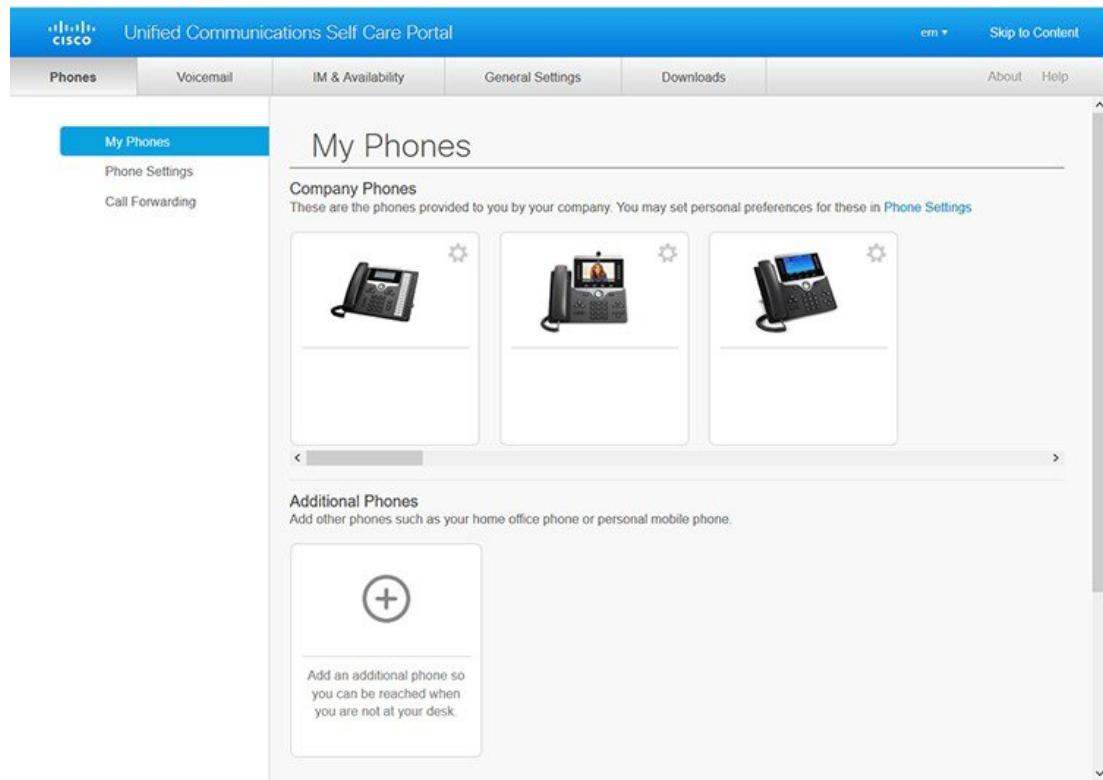 CISCO Unified Communications Self Care Portal em Skip to Content
Phones Voicemail IM & Availability General Settings Downloads About Help
My Phones
Phone Settings
Call Forwarding
My Phones
Company Phones
These are the phones provided to you by your company. You may set personal preferences for these in Phone Settings
Additional Phones
Add other phones such as your home office phone or personal mobile phone.
Add an additional phone so
you can be reached when
you are not at your desk.